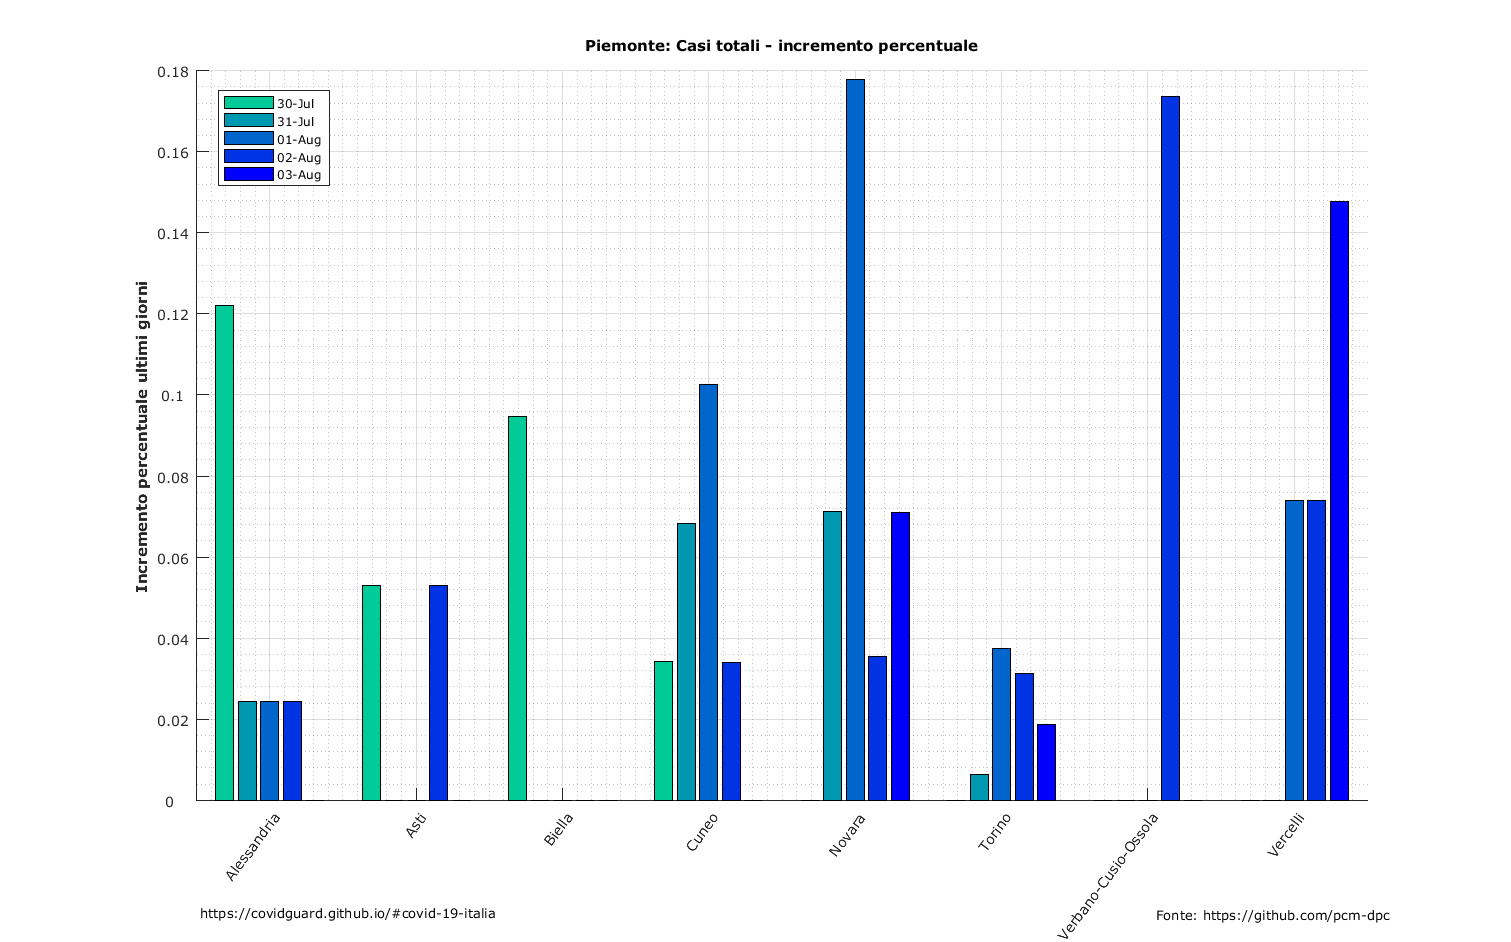 Piemonte: Casi totali - incremento percentuale
0.18
0.16
0.14
0.12
0.1
0.08
0.06
0.04
0.02
0
Incremento percentuale ultimi giorni
30-Jul
31-Jul
01-Aug
02-Aug
03-Aug
Alessandria
Asti
Biella
Cuneo
Novara
Torino
Verbano-Cusio-Ossola
Vercelli
https://covidguard.github.io/#covid-19-italia
Fonte: https://github.com/pcm-dpc